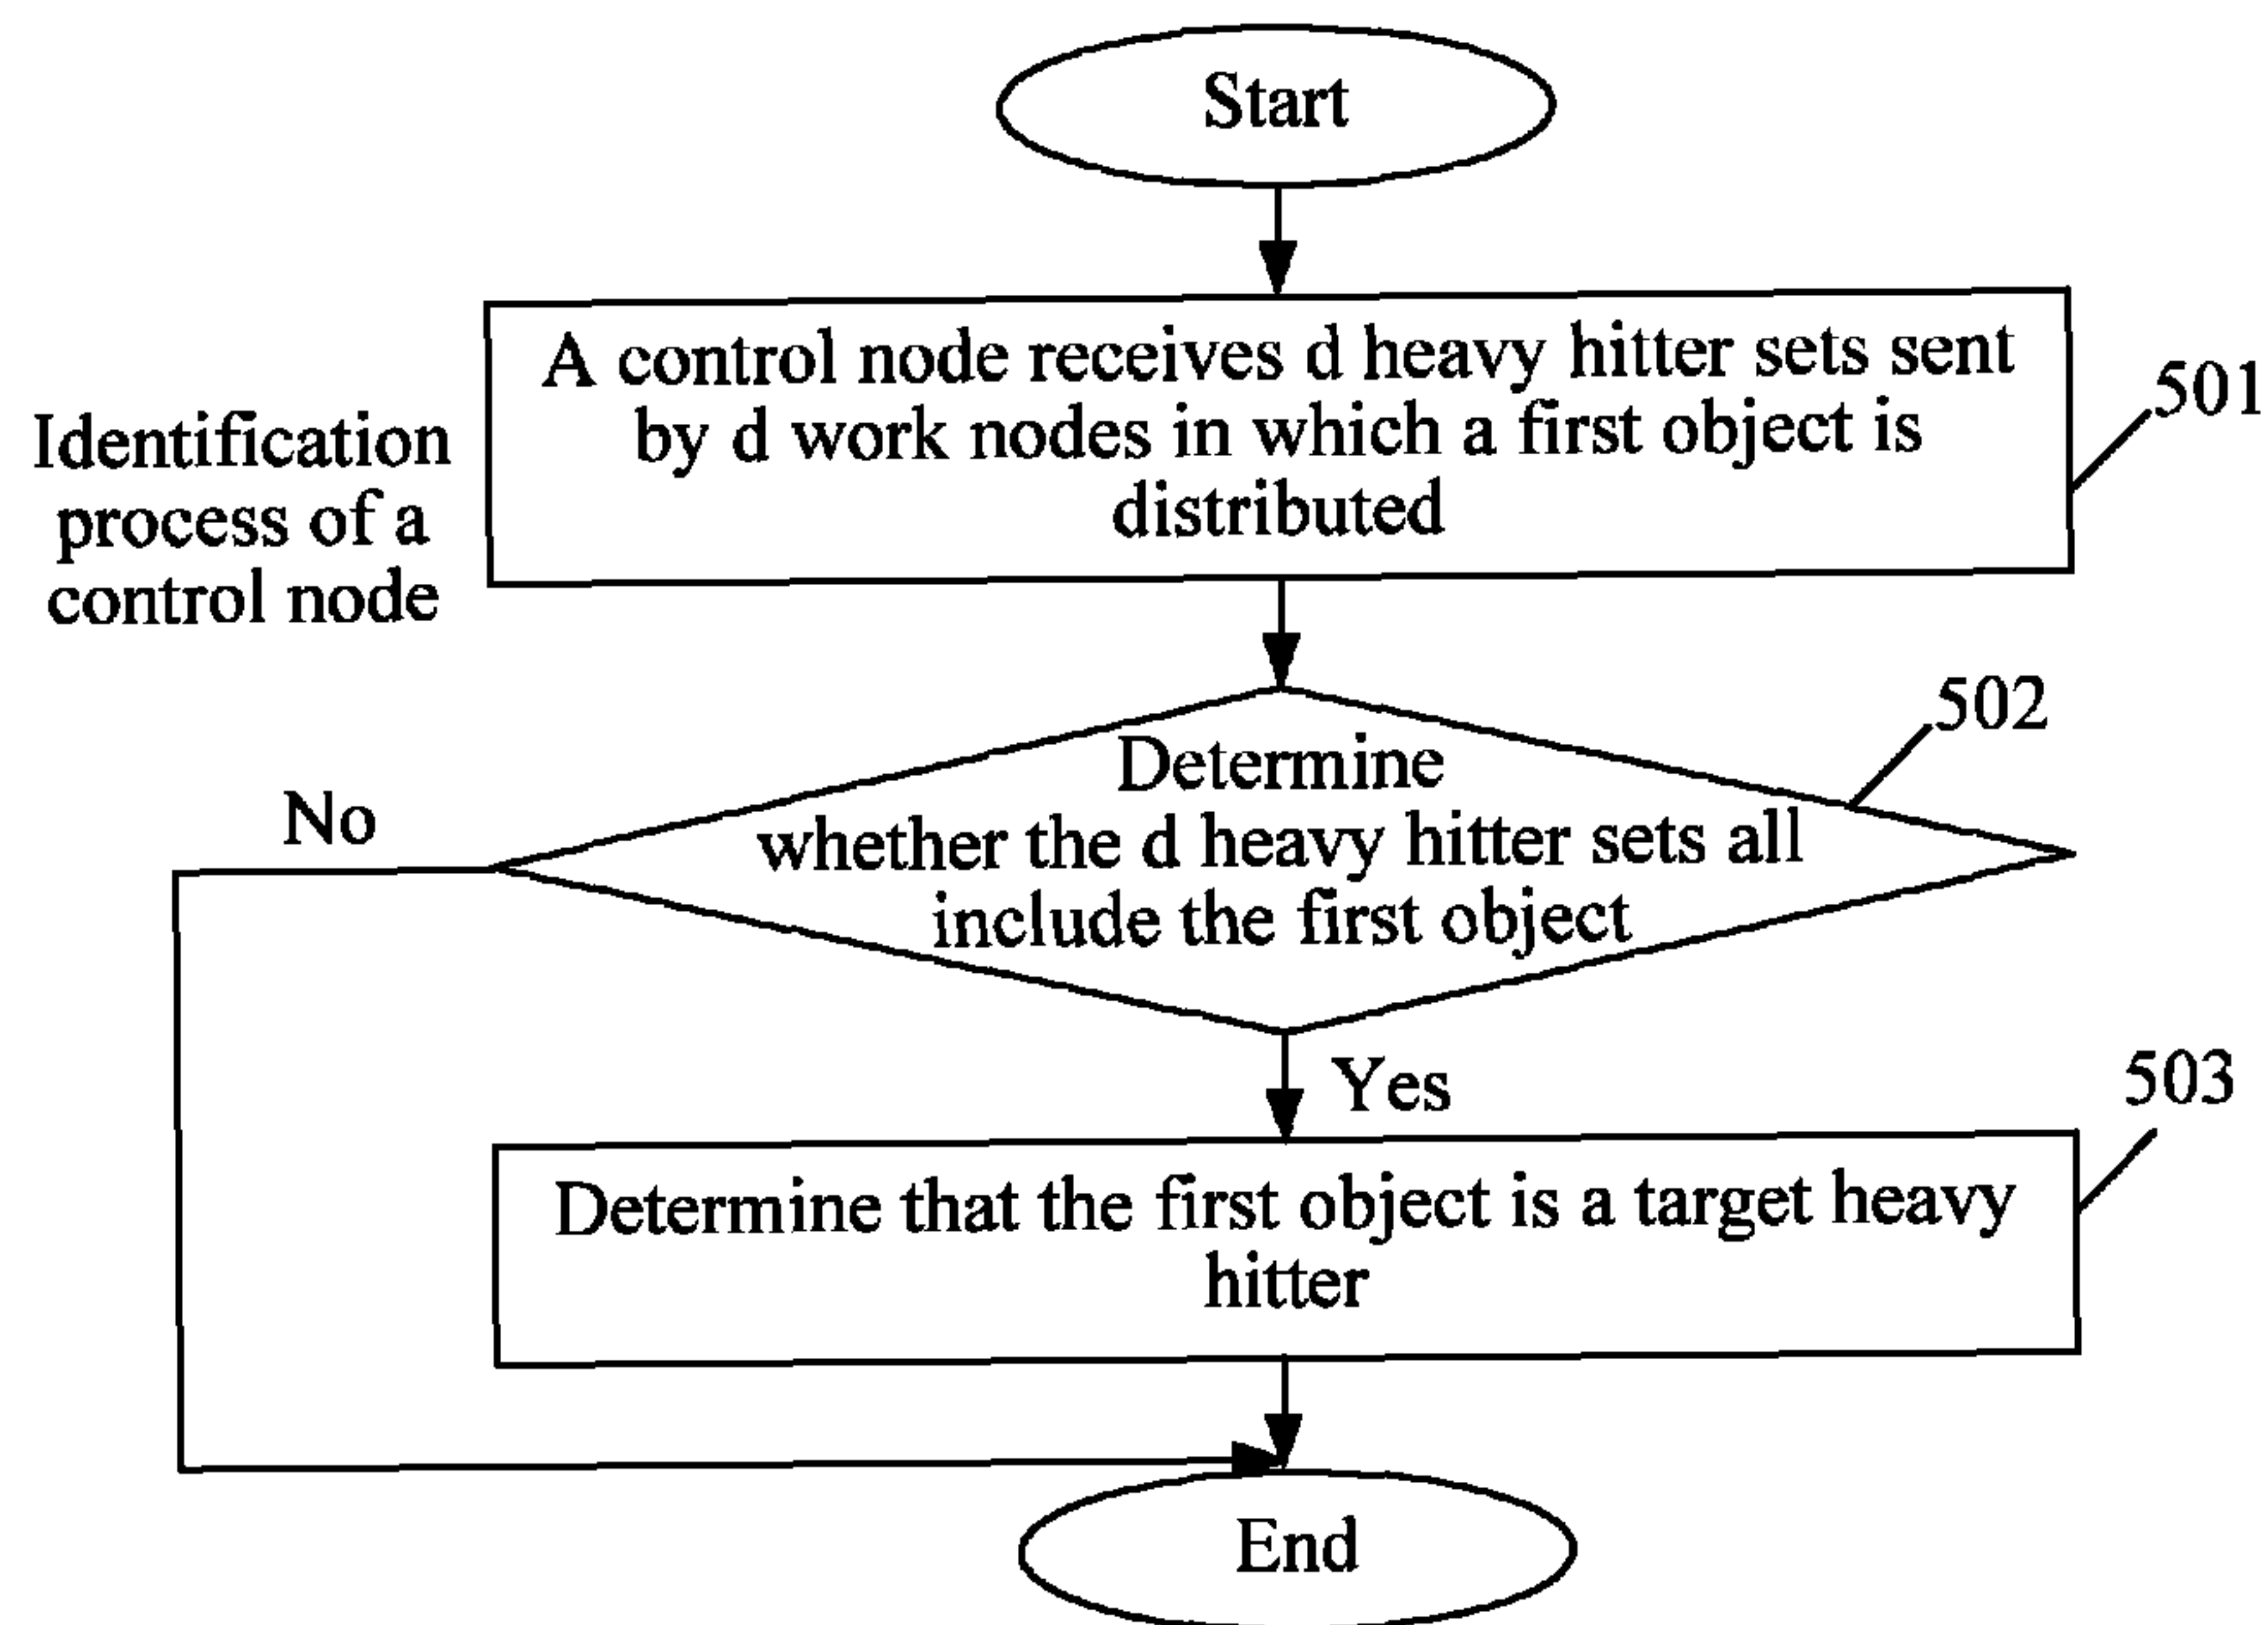 Start
A control node receives d heavy hitter sets sent
by d work nodes in which a first object is
distributed
501
Identification
process of a
control node
502
Determine
whether the d heavy hitter sets all
include the first object
No
Yes
503
Determine that the first object is a target heavy
hitter
End